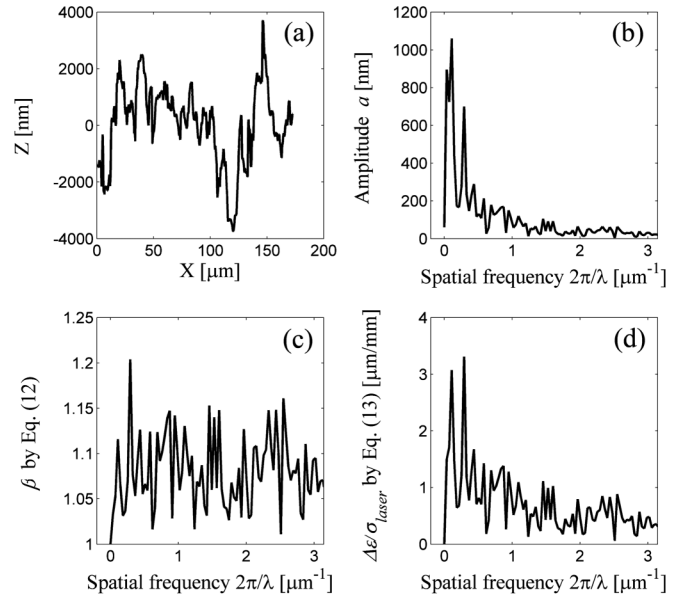 (a)
Z [nm]
4000
2000
0
-2000
-4000
0 50 100 150 200
X [μm]
(b)
Amplitude a [nm]
1200
1000
800
600
400
200
0
0 1 2 3
Spatial frequency 2π/λ [μm⁻¹]
(c)
β by Eq. (12)
1.25
1.2
1.15
1.1
1.05
1
0 1 2 3
Spatial frequency 2π/λ [μm⁻¹]
(d)
Δε/σlaser by Eq. (13) [μm/mm]
4
3
2
1
0
0 1 2 3
Spatial frequency 2π/λ [μm⁻¹]